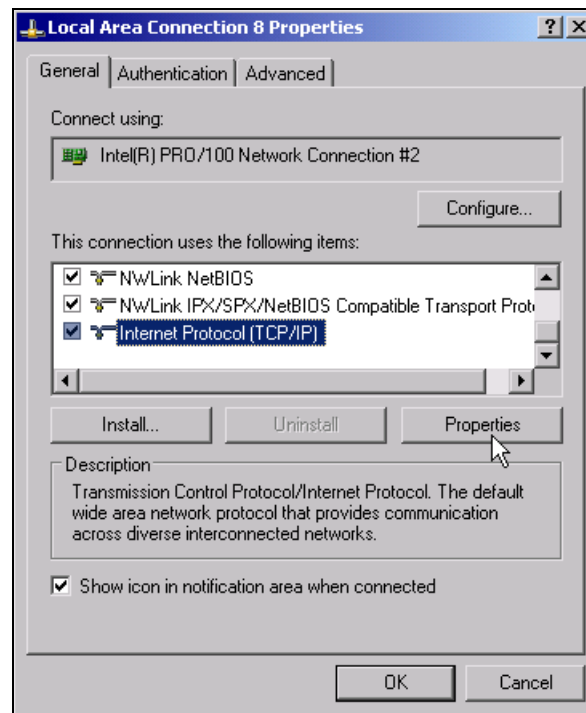 Local Area Connection 8 Properties
General
Authentication
Advanced
Connect using:
Intel(R) PRO/100 Network Connection #2
Configure...
This connection uses the following items:
NWLink NetBIOS
NWLink IPX/SPX/NetBIOS Compatible Transport Prot
Internet Protocol (TCP/IP)
Install...
Uninstall
Properties
Description
Transmission Control Protocol/Internet Protocol. The default
wide area network protocol that provides communication
across diverse interconnected networks.
Show icon in notification area when connected
OK
Cancel